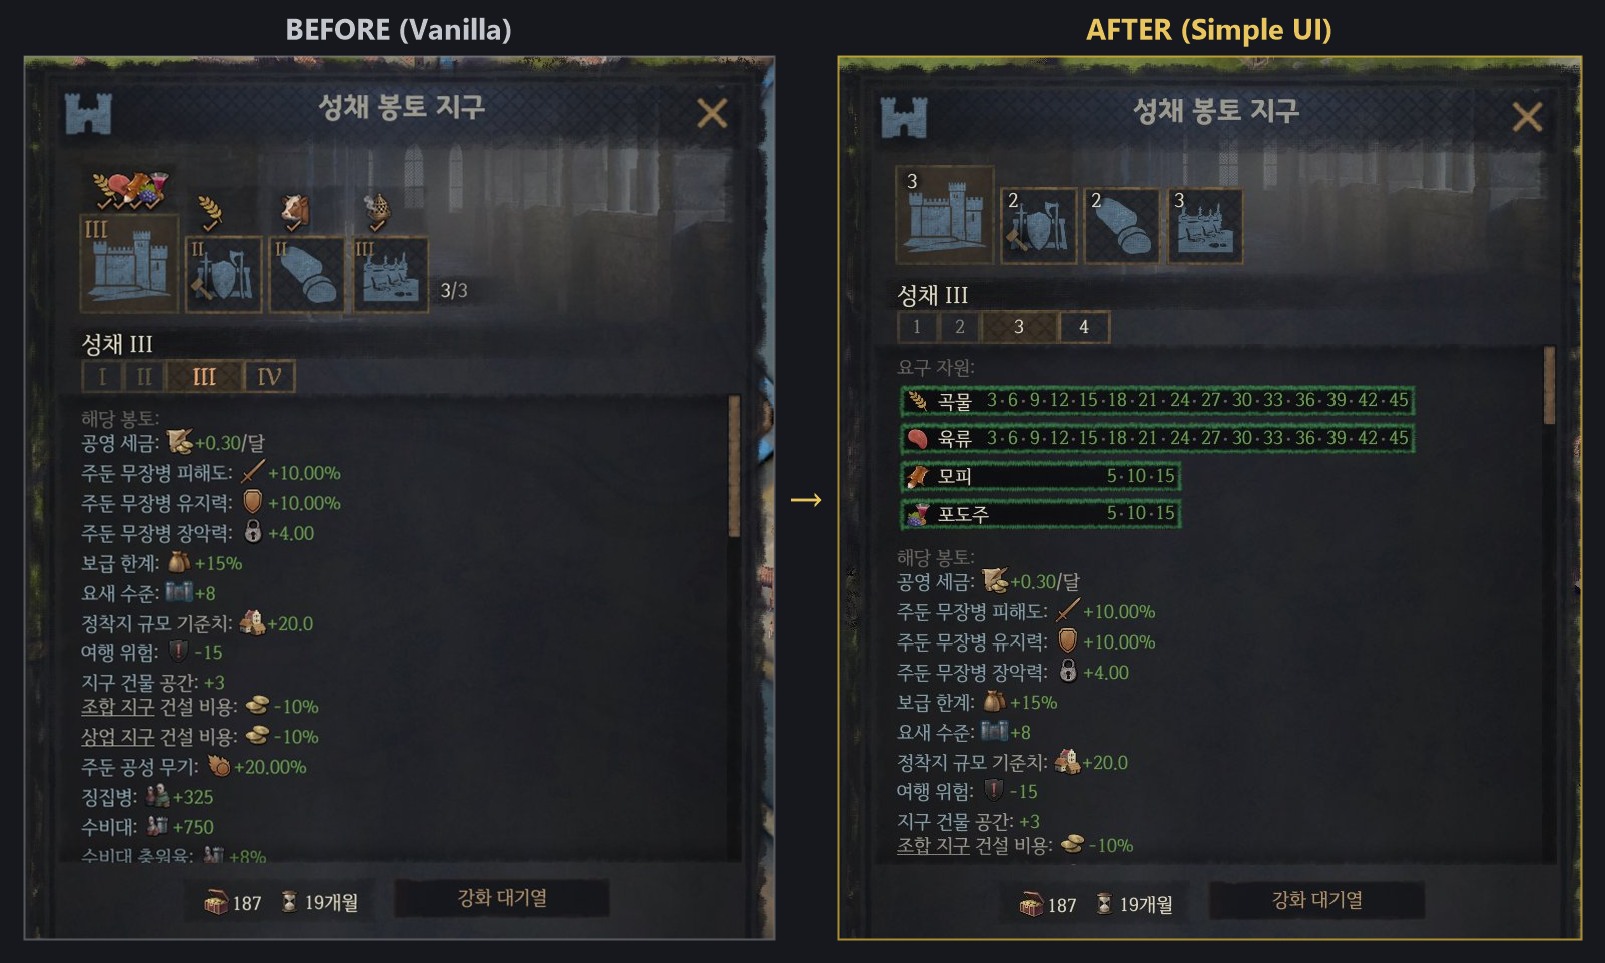 BEFORE (Vanilla)
성채 봉토 지구
III
II
II
III
3/3
성채 III
I II III IV
해당 봉토:
공영 세금: +0.30/달
주둔 무장병 피해도: +10.00%
주둔 무장병 유지력: +10.00%
주둔 무장병 장악력: +4.00
보급 한계: +15%
요새 수준: +8
정착지 규모 기준치: +20.0
여행 위험: -15
지구 건물 공간: +3
조합 지구 건설 비용: -10%
상업 지구 건설 비용: -10%
주둔 공성 무기: +20.00%
징집병: +325
수비대: +750
수비대 충원율: +8%
187 19개월 강화 대기열
→
AFTER (Simple UI)
성채 봉토 지구
3
2
2
3
성채 III
1 2 3 4
요구 자원:
곡물 3·6·9·12·15·18·21·24·27·30·33·36·39·42·45
육류 3·6·9·12·15·18·21·24·27·30·33·36·39·42·45
모피 5·10·15
포도주 5·10·15
해당 봉토:
공영 세금: +0.30/달
주둔 무장병 피해도: +10.00%
주둔 무장병 유지력: +10.00%
주둔 무장병 장악력: +4.00
보급 한계: +15%
요새 수준: +8
정착지 규모 기준치: +20.0
여행 위험: -15
지구 건물 공간: +3
조합 지구 건설 비용: -10%
187 19개월 강화 대기열